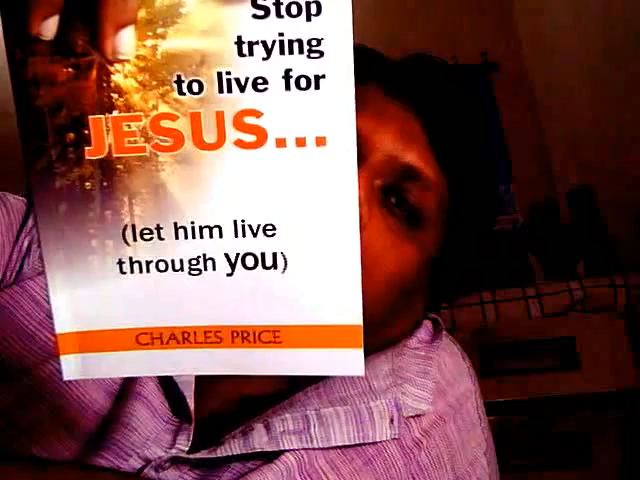 Stop
trying
to live for
JESUS...
(let him live
through you)
CHARLES PRICE